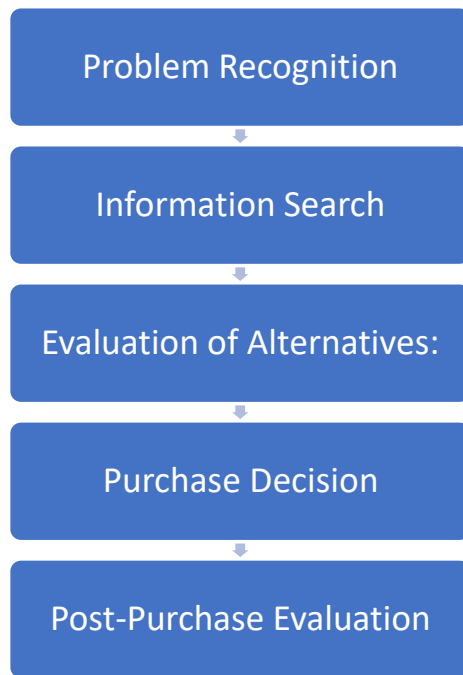 Problem Recognition
Information Search
Evaluation of Alternatives:
Purchase Decision
Post-Purchase Evaluation